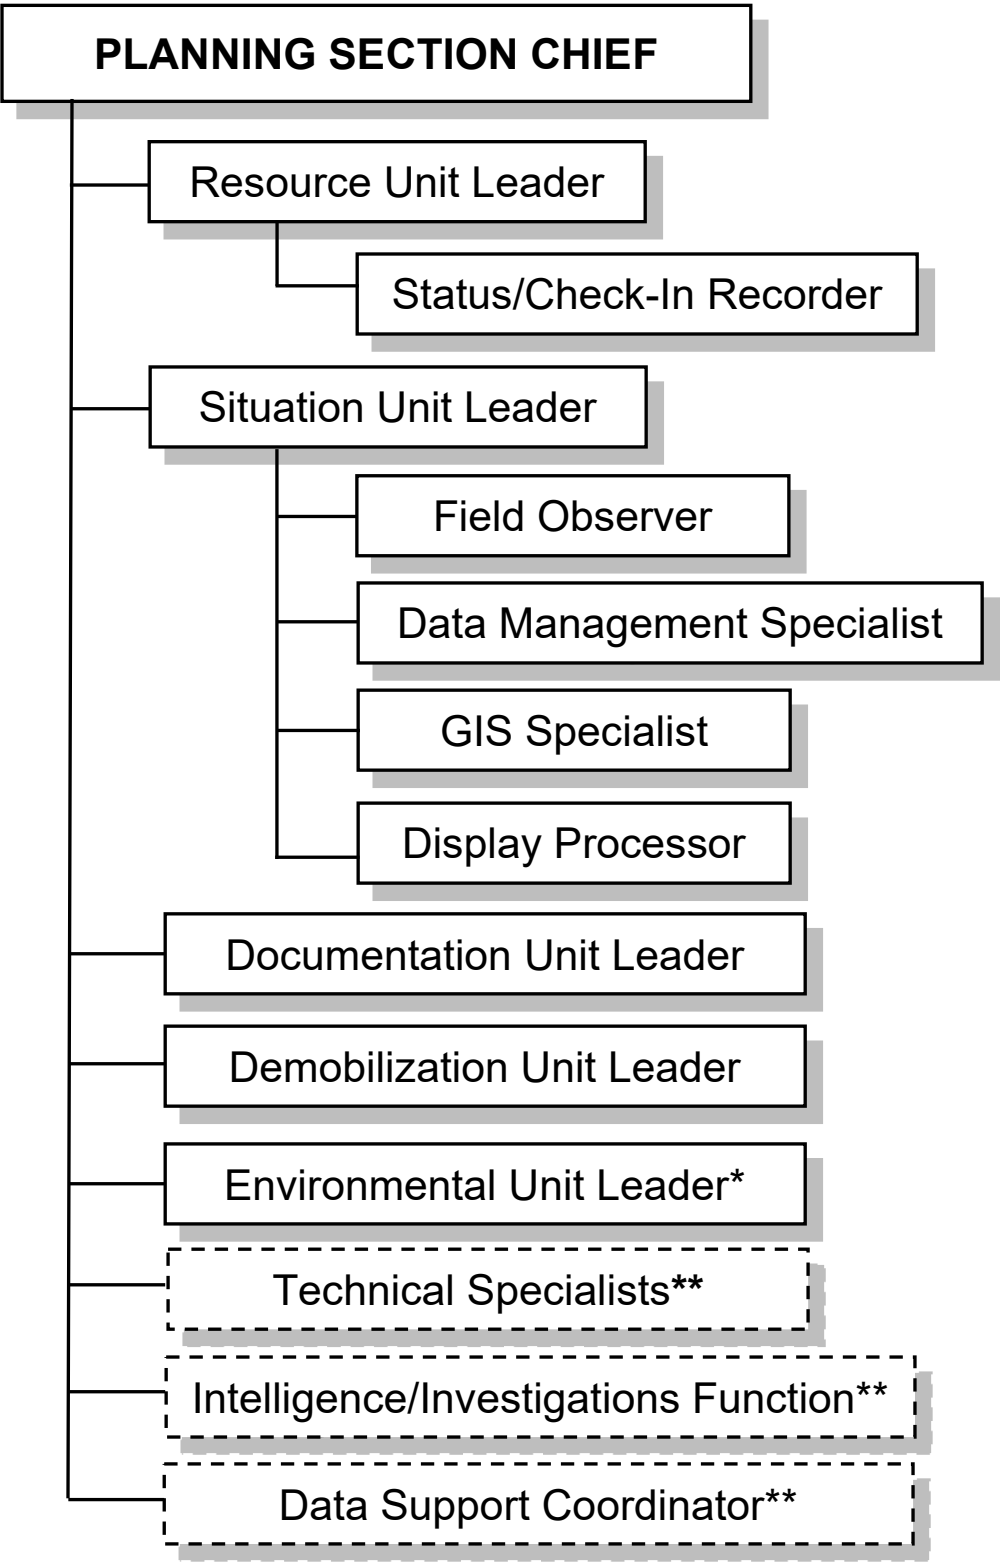 PLANNING SECTION CHIEF
Resource Unit Leader
Status/Check-In Recorder
Situation Unit Leader
Field Observer
Data Management Specialist
GIS Specialist
Display Processor
Documentation Unit Leader
Demobilization Unit Leader
Environmental Unit Leader*
Technical Specialists**
Intelligence/Investigations Function**
Data Support Coordinator**